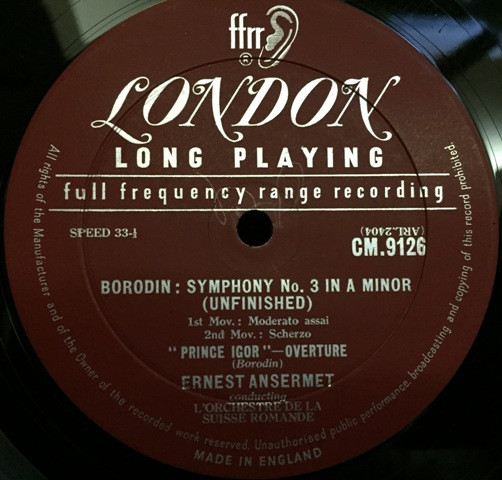 ffrr
®
LONDON
LONG PLAYING
full frequency range recording
SPEED 33-⅓
(ARL.2404)
CM.9126
BORODIN : SYMPHONY No. 3 IN A MINOR
(UNFINISHED)
1st Mov. : Moderato assai
2nd Mov. : Scherzo
"PRINCE IGOR"—OVERTURE
(Borodin)
ERNEST ANSERMET
conducting
L'ORCHESTRE DE LA
SUISSE ROMANDE
All rights of the Manufacturer and of the Owner of the recorded work reserved. Unauthorised public performance, broadcasting and copying of this record prohibited.
MADE IN ENGLAND